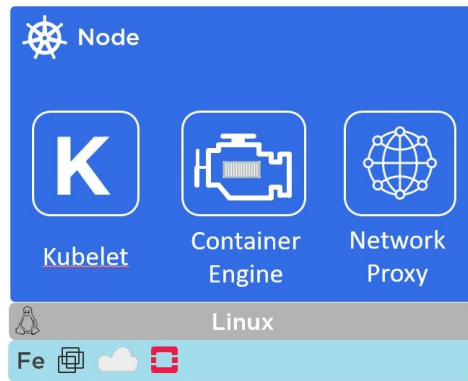 Node
K
Kubelet
Container
Engine
Network
Proxy
Linux
Fe